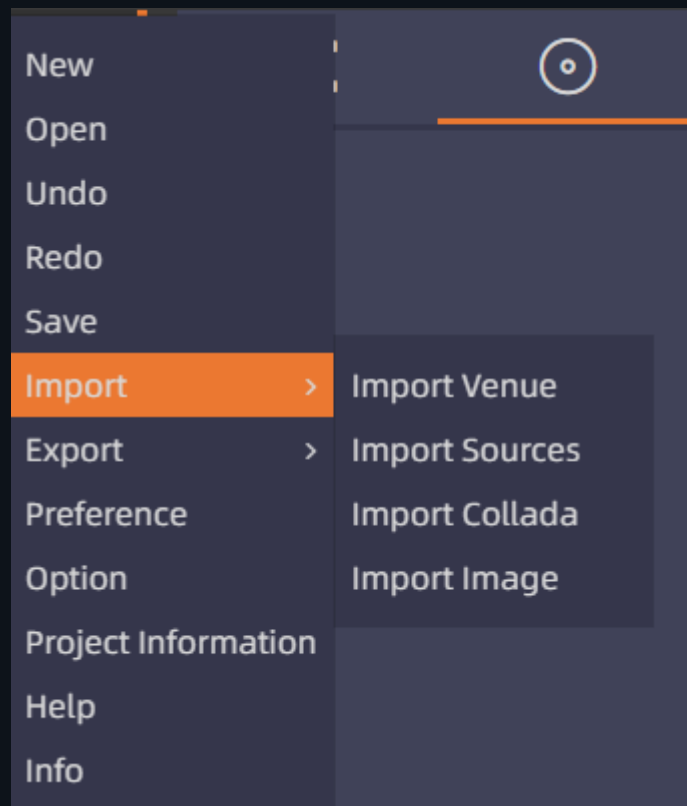 New
Open
Undo
Redo
Save
Import
Export
Preference
Option
Project Information
Help
Info
Import Venue
Import Sources
Import Collada
Import Image